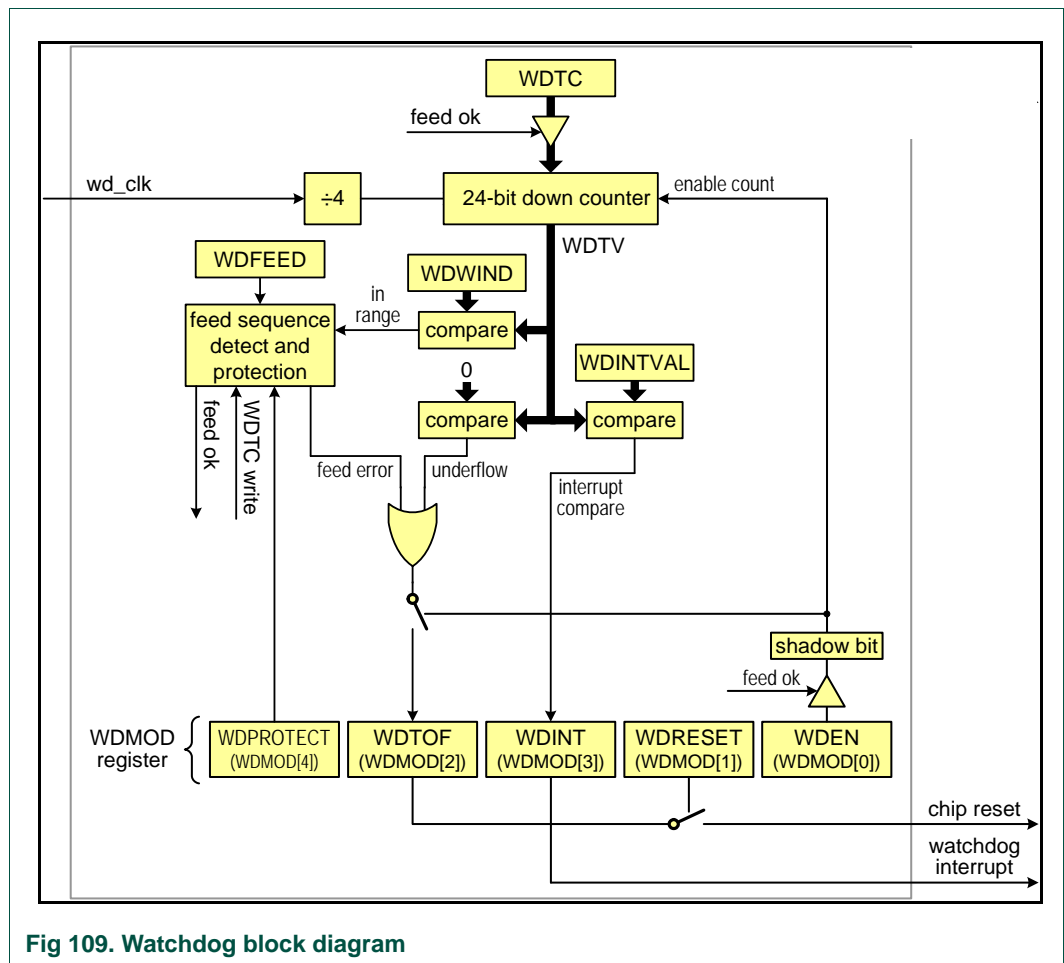 WDTC
feed ok
wd_clk
÷4
24-bit down counter
enable count
WDTV
WDFEED
WDWIND
in
range
feed sequence
detect and
protection
compare
0
WDINTVAL
compare
compare
feed ok
WDTC write
feed error
underflow
interrupt
compare
shadow bit
feed ok
WDMOD
register
WDPROTECT
(WDMOD[4])
WDTOF
(WDMOD[2])
WDINT
(WDMOD[3])
WDRESET
(WDMOD[1])
WDEN
(WDMOD[0])
chip reset
watchdog
interrupt
Fig 109. Watchdog block diagram